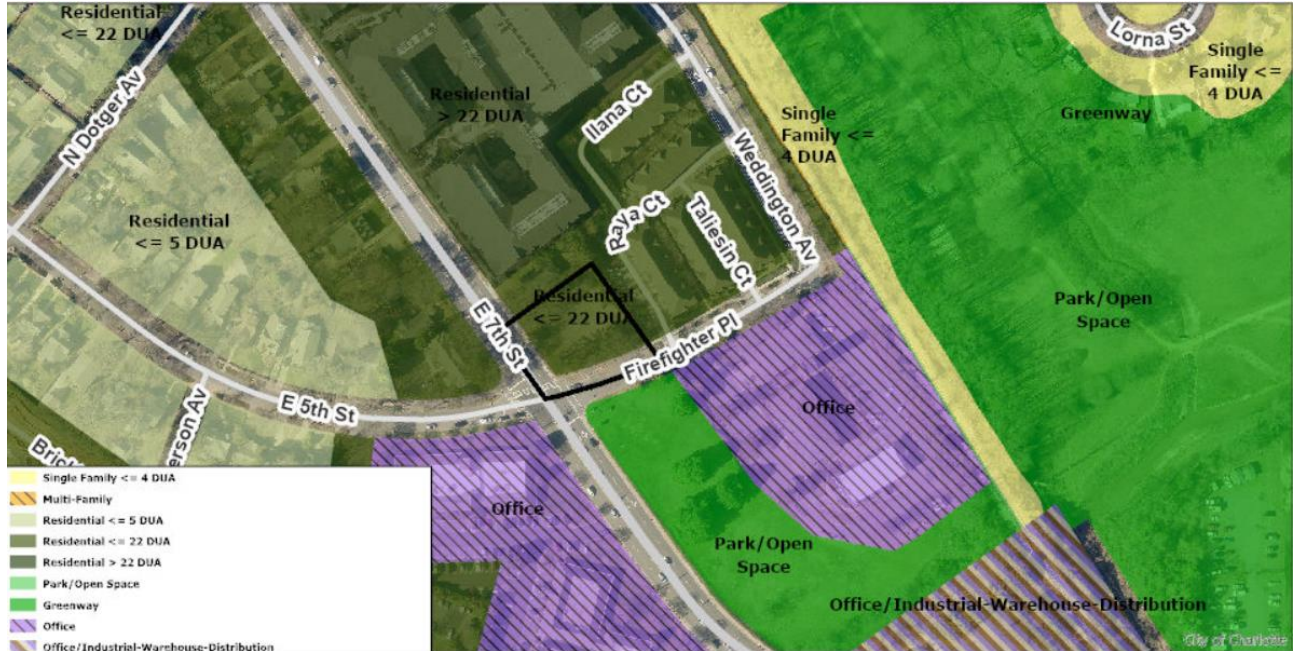 Residential
<= 22 DUA
N Dotger Av
Residential
<= 5 DUA
Residential
> 22 DUA
Ilana Ct
Raya Ct
Taliesin Ct
Weddington Av
Single
Family <=
4 DUA
Lorna St
Single
Family <=
4 DUA
Greenway
Park/Open
Space
Residential
<= 22 DUA
E 7th St
Firefighter Pl
E 5th St
Office
Office
Park/Open
Space
Office/Industrial-Warehouse-Distribution
Single Family <= 4 DUA
Multi-Family
Residential <= 5 DUA
Residential <= 22 DUA
Residential > 22 DUA
Park/Open Space
Greenway
Office
Office/Industrial-Warehouse-Distribution
City of Charlotte